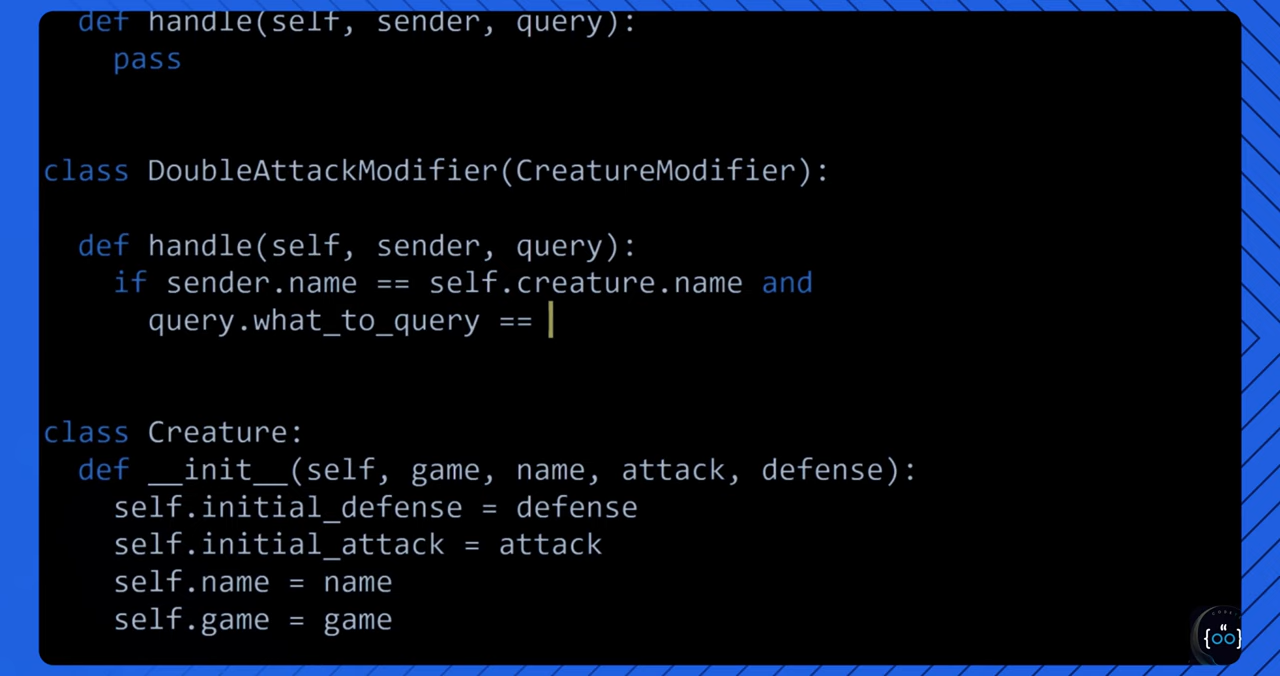 def handle(self, sender, query):
pass
class DoubleAttackModifier(CreatureModifier):
def handle(self, sender, query):
if sender.name == self.creature.name and
query.what_to_query ==
class Creature:
def __init__(self, game, name, attack, defense):
self.initial_defense = defense
self.initial_attack = attack
self.name = name
self.game = game